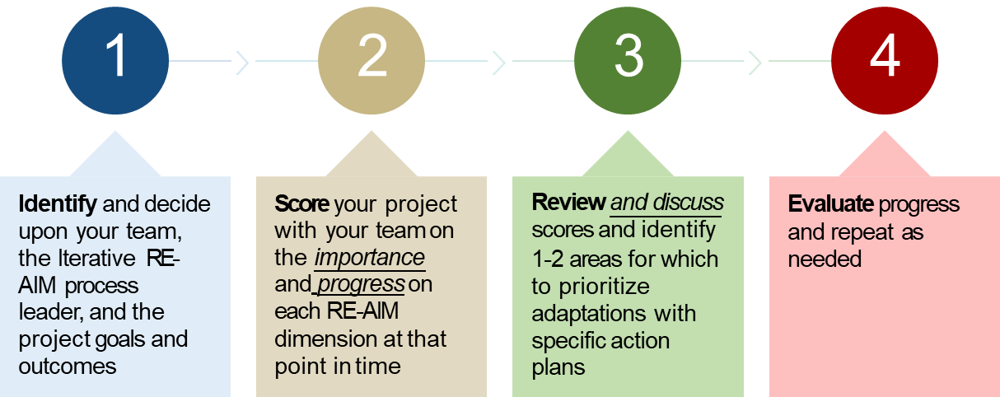 1
2
3
4
Identify and decide
upon your team,
the Iterative RE-
AIM process
leader, and the
project goals and
outcomes
Score your project
with your team on
the importance
and progress on
each RE-AIM
dimension at that
point in time
Review and discuss
scores and identify
1-2 areas for which
to prioritize
adaptations with
specific action
plans
Evaluate progress
and repeat as
needed